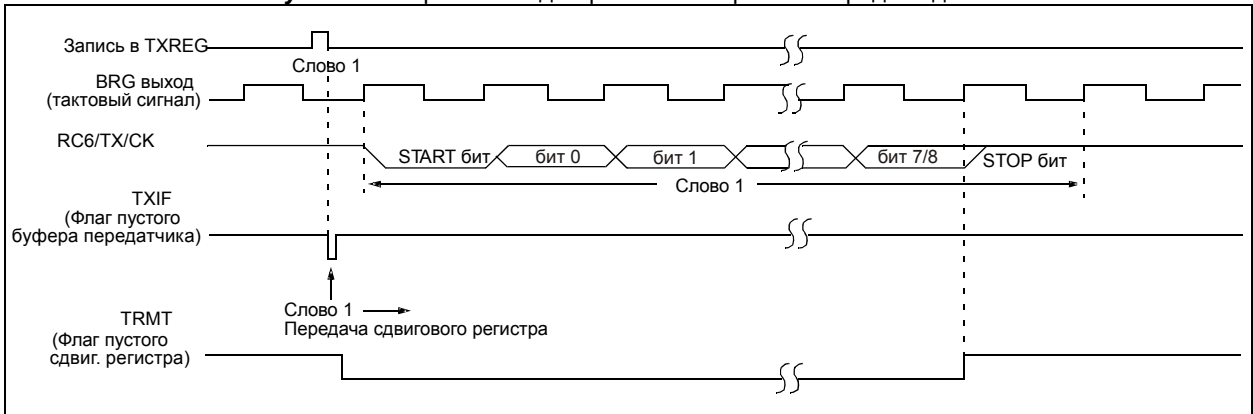 Запись в TXREG
Слово 1
BRG выход
(тактовый сигнал)
RC6/TX/CK
START бит
бит 0
бит 1
бит 7/8
STOP бит
Слово 1
TXIF
(Флаг пустого
буфера передатчика)
Слово 1
Передача сдвигового регистра
TRMT
(Флаг пустого
сдвиг. регистра)